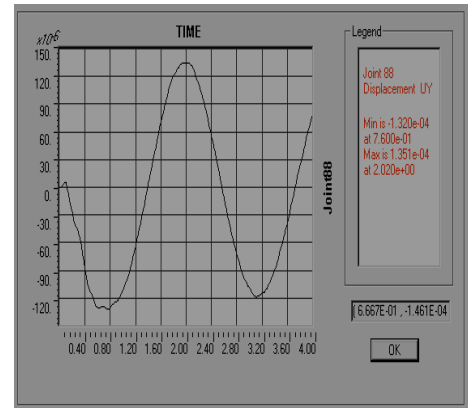 TIME
x10-6
150.
120.
90.
60.
30.
0.
-30.
-60.
-90.
-120.
0.40 0.80 1.20 1.60 2.00 2.40 2.80 3.20 3.60 4.00
Joint88
Legend
Joint 88
Displacement UY
Min is -1.320e-04
at 7.600e-01
Max is 1.351e-04
at 2.020e+00
( 6.667E-01 , -1.461E-04
OK